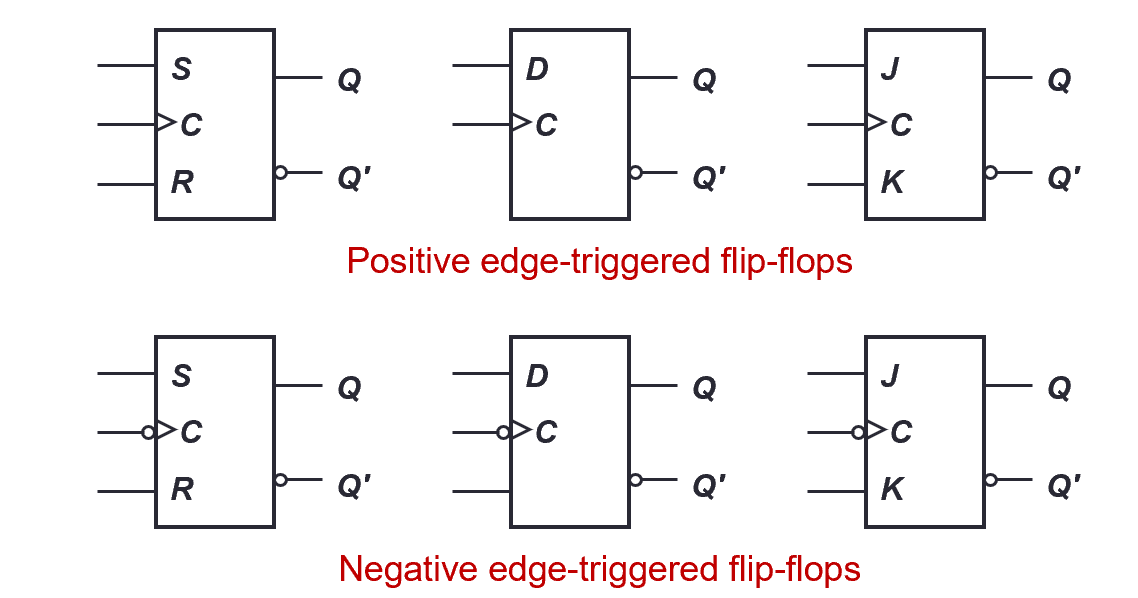 S D J
Q Q Q
C C C
R K
Q' Q' Q'
Positive edge-triggered flip-flops
S D J
Q Q Q
C C C
R K
Q' Q' Q'
Negative edge-triggered flip-flops